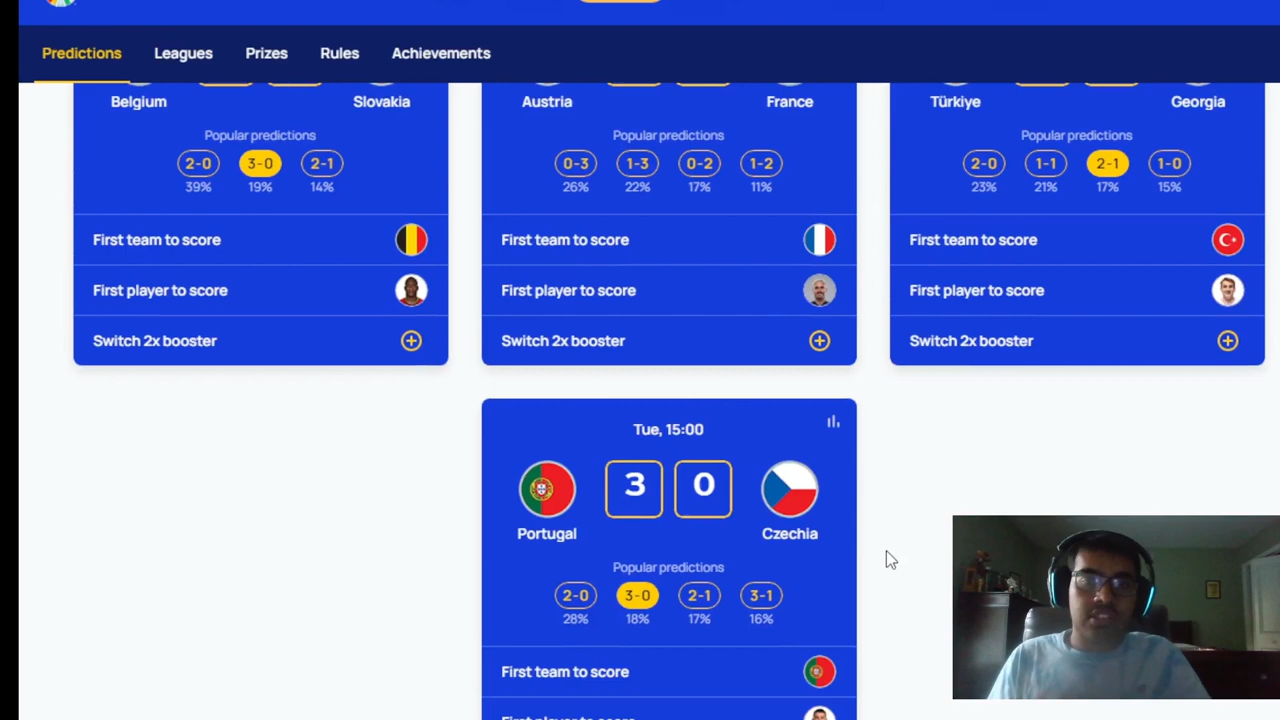 Predictions Leagues Prizes Rules Achievements
Belgium Slovakia
Popular predictions
2-0 3-0 2-1
39% 19% 14%
First team to score
First player to score
Switch 2x booster
Austria France
Popular predictions
0-3 1-3 0-2 1-2
26% 22% 17% 11%
First team to score
First player to score
Switch 2x booster
Türkiye Georgia
Popular predictions
2-0 1-1 2-1 1-0
23% 21% 17% 15%
First team to score
First player to score
Switch 2x booster
Tue, 15:00
3 0
Portugal Czechia
Popular predictions
2-0 3-0 2-1 3-1
28% 18% 17% 16%
First team to score
First player to score